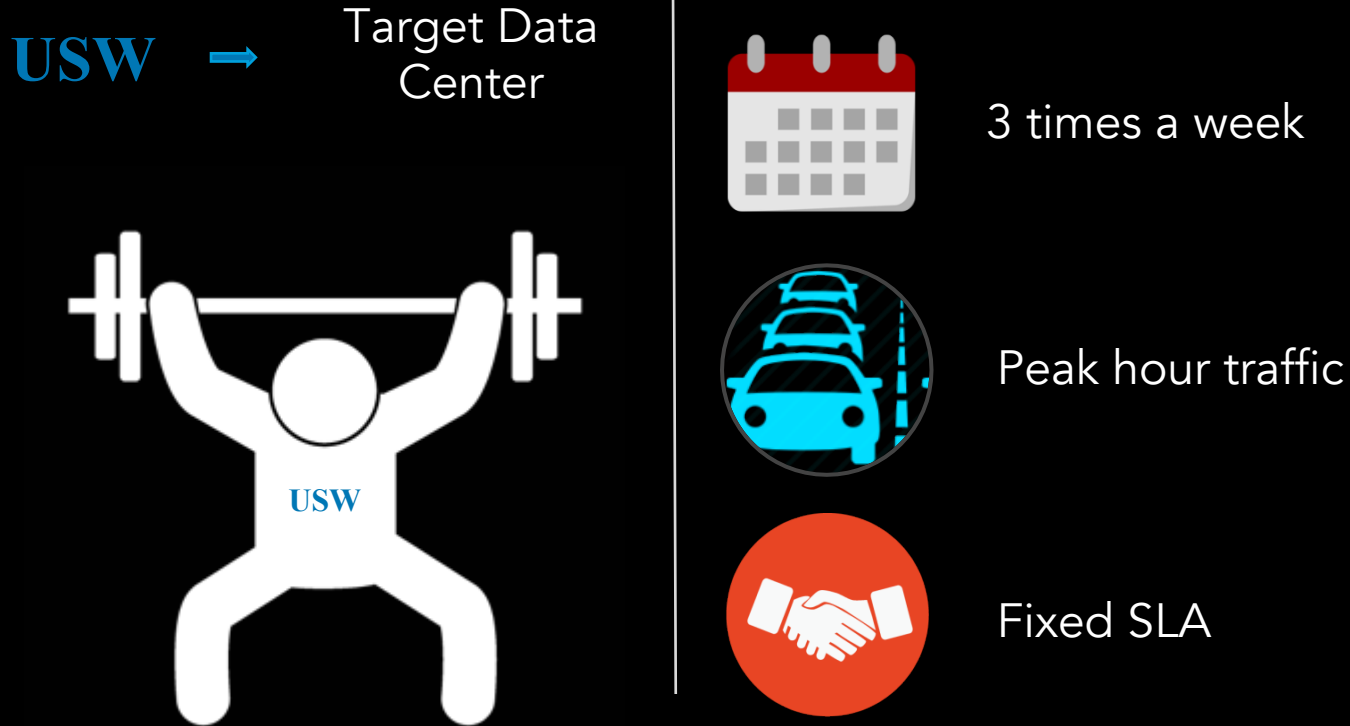 USW
Target Data
Center
USW
3 times a week
Peak hour traffic
Fixed SLA